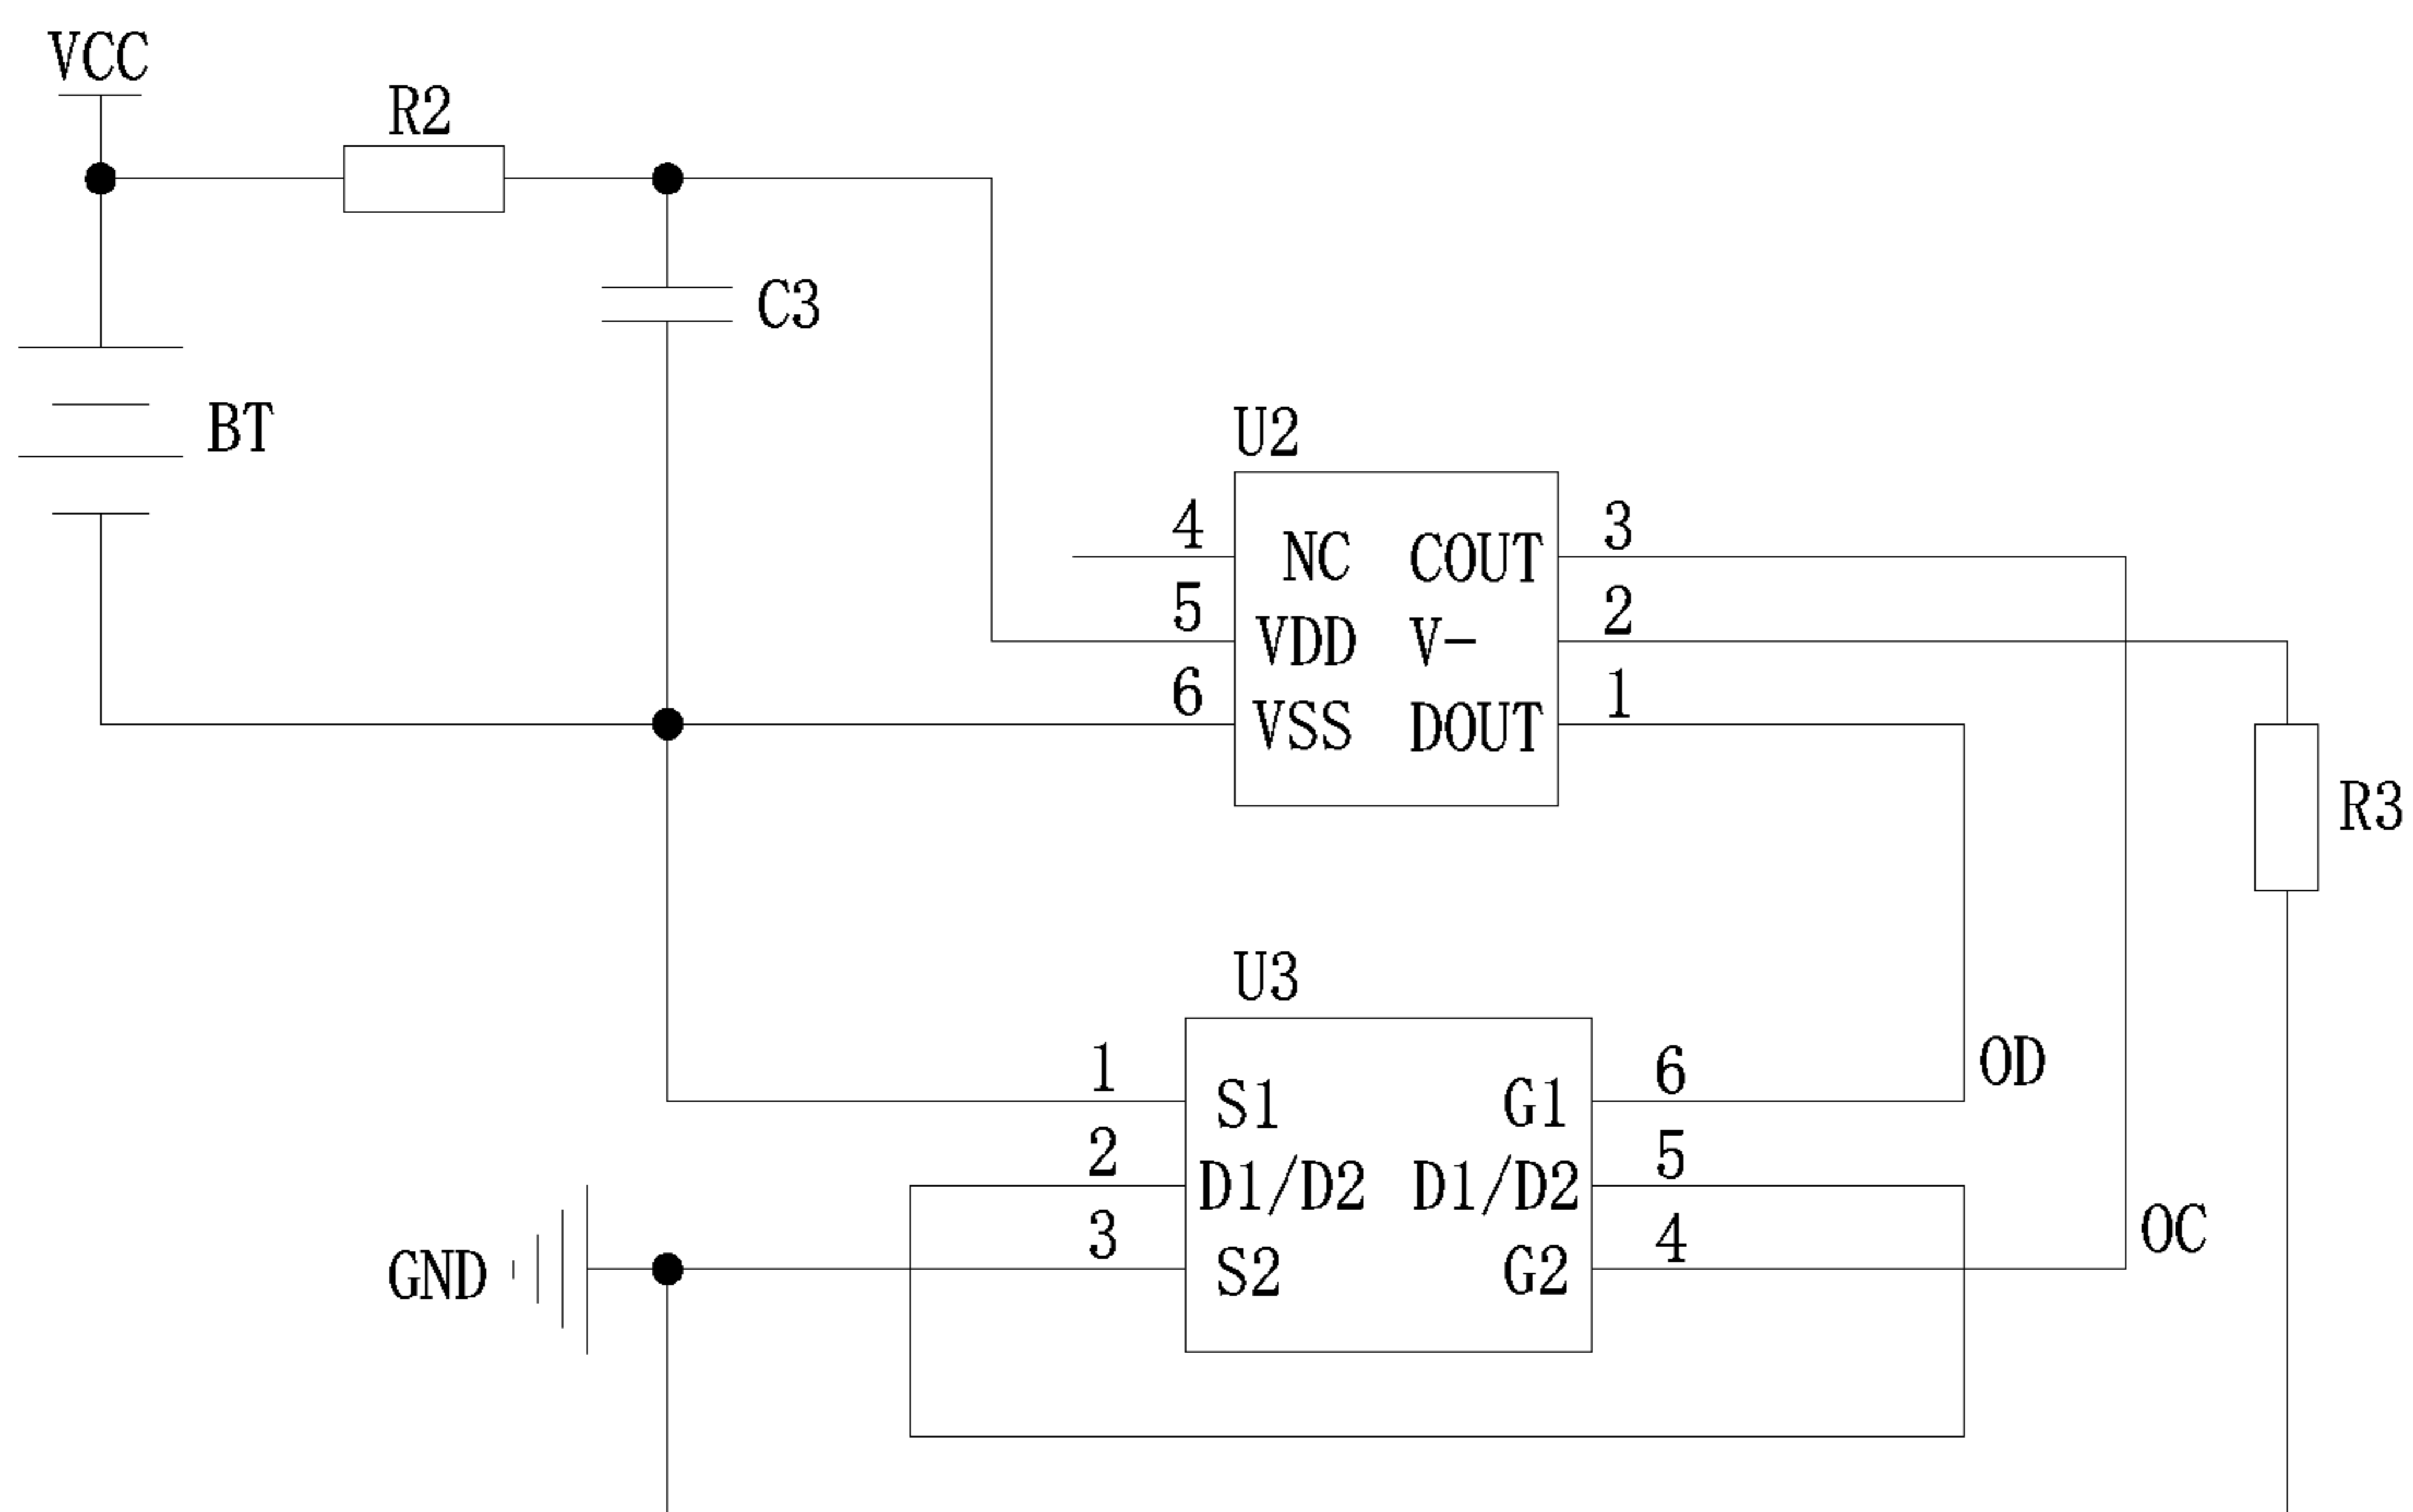 VCC
R2
C3
BT
U2
4 NC COUT 3
5 VDD V- 2
6 VSS DOUT 1
R3
U3
1 S1 G1 6 OD
2 D1/D2 D1/D2 5
3 S2 G2 4 OC
GND